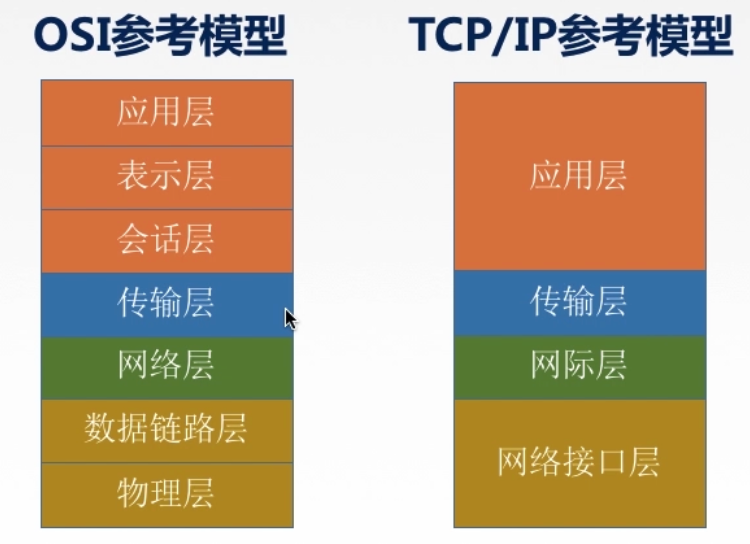 OSI参考模型
应用层
表示层
会话层
传输层
网络层
数据链路层
物理层
TCP/IP参考模型
应用层
传输层
网际层
网络接口层